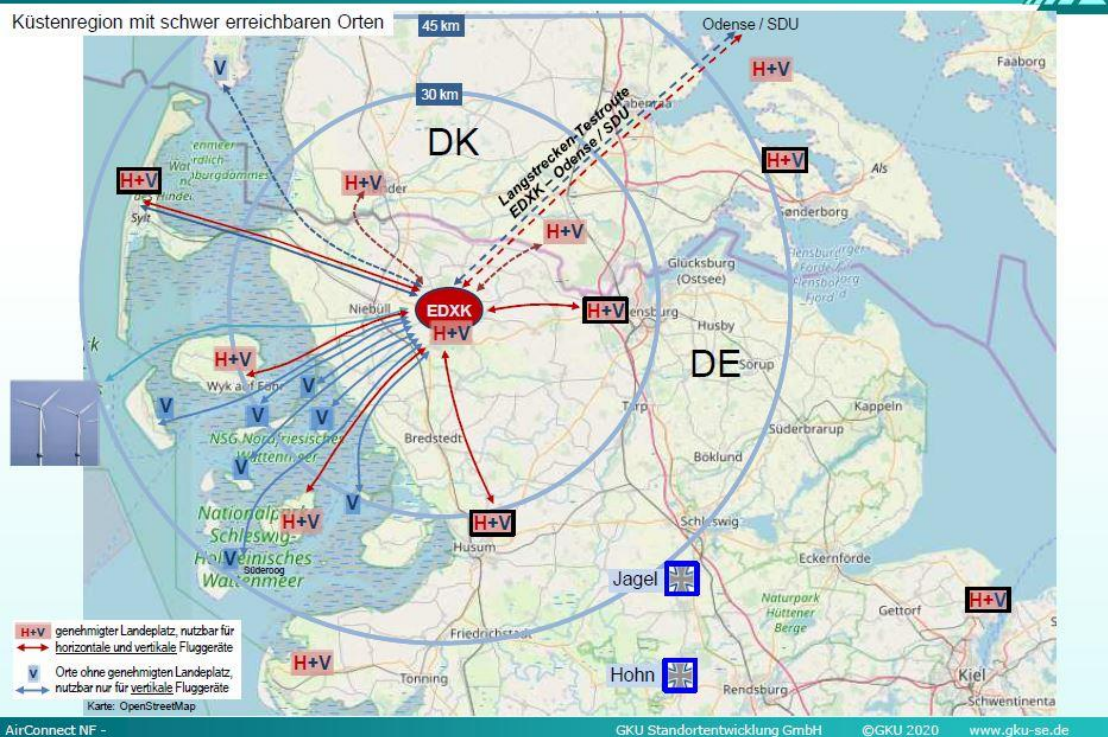 Küstenregion mit schwer erreichbaren Orten
45 km
Odense / SDU
V
H+V
Faaborg
30 km
DK
Langstrecken-Testroute
EDXK – Odense / SDU
H+V
Als
H+V
Sylt
H+V
Sønderborg
H+V
Glücksburg
(Ostsee)
Niebüll
EDXK
H+V
H+V
Husby
H+V
Wyk auf Föhr
DE
Sorup
V
V
V
V
Kappeln
Bredstedt
Süderbrarup
NSG Nordfriesisches
Wattenmeer
V
Böklund
V
H+V
H+V
Nationalpark
Schleswig-
Holsteinisches
Wattenmeer
Schleswig
Husum
V
Süderoog
Eckernförde
Jagel
H+V
Naturpark
Hüttener
Berge
Gettorf
Friedrichstadt
H+V
Tönning
Hohn
Rendsburg
Kiel
Schwentinental
H+V genehmigter Landeplatz, nutzbar für
horizontale und vertikale Fluggeräte
V Orte ohne genehmigten Landeplatz,
nutzbar nur für vertikale Fluggeräte
Karte: OpenStreetMap
AirConnect NF -
GKU Standortentwicklung GmbH ©GKU 2020 www.gku-se.de